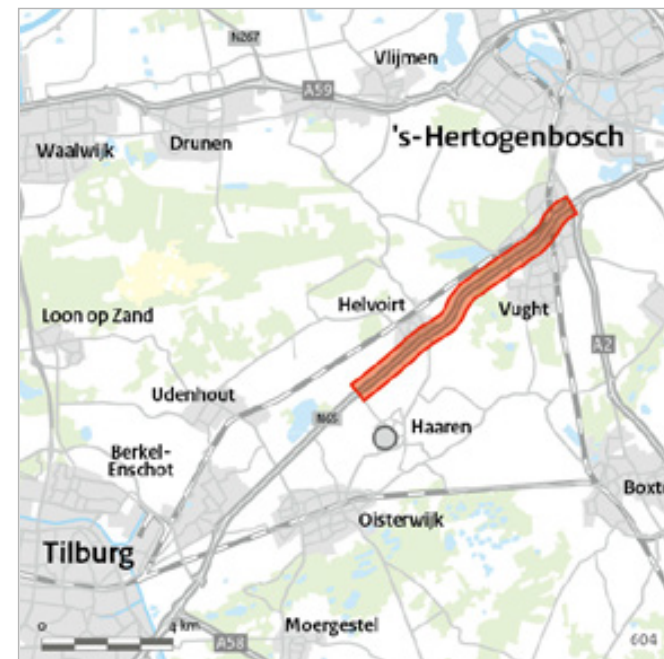 N267
Vlijmen
A59
Waalwijk
Drunen
's-Hertogenbosch
Helvoirt
Vught
Loon op Zand
A2
Udenhout
N65
Haaren
Berkel-
Enschot
Boxte
Oisterwijk
Tilburg
0
4 km
A58
Moergestel
604